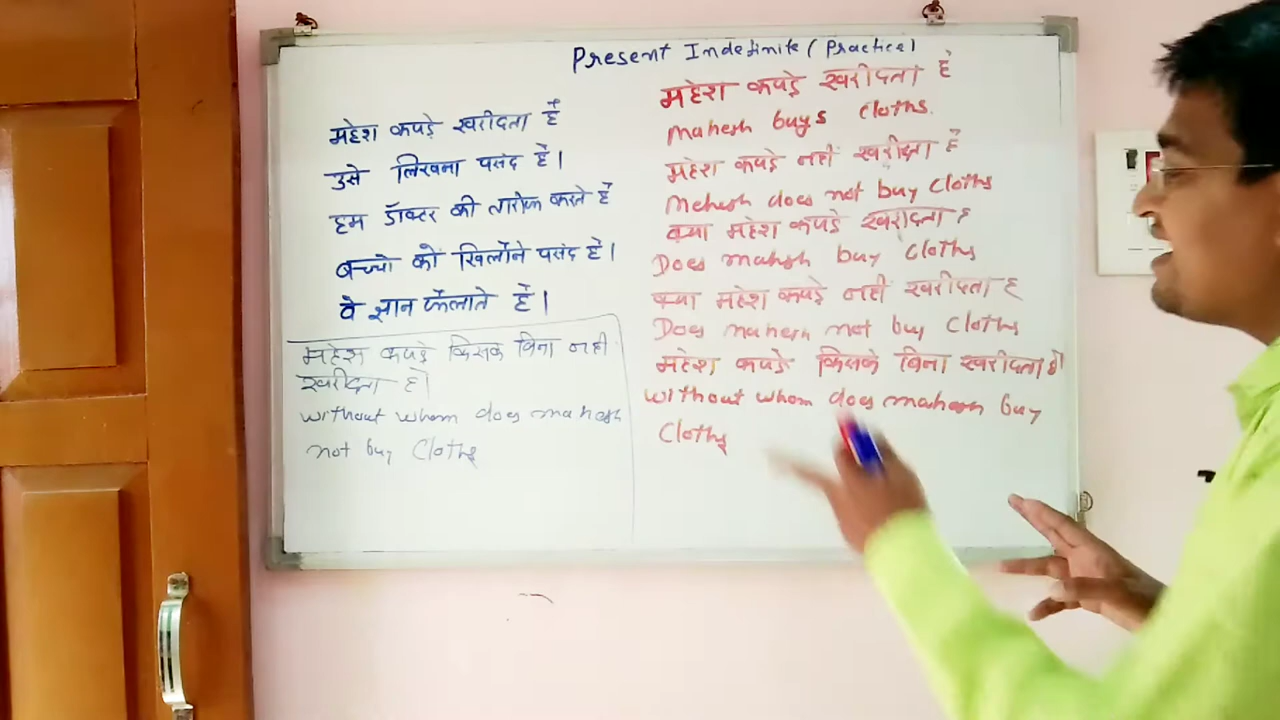 Present Indefinite (Practice)
महेश कपड़े खरीदता है
उसे लिखना पसंद है।
हम डॉक्टर की तारीफ करते है
बच्चो को खिलौने पसंद है।
वे ज्ञान फैलाते है।
महेश कपड़े किसके बिना नही
खरीदता है।
without whom does mahesh
not buy Cloths
महेश कपड़े खरीदता है
mahesh buys Cloths.
महेश कपड़े नहीं खरीदता है
Mahesh does not buy Cloths
क्या महेश कपड़े खरीदता है
Does mahesh buy Cloths
क्या महेश कपड़े नहीं खरीदता है
Does mahesh not buy Cloths
महेश कपड़े किसके बिना खरीदता है।
without whom does mahesh buy
Cloths